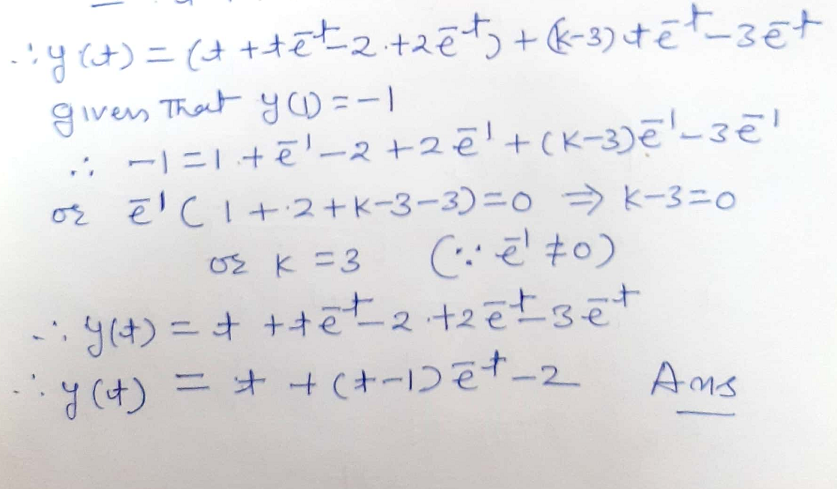 ∴ y(t) = (t + te⁻ᵗ - 2 + 2e⁻ᵗ) + (k-3) te⁻ᵗ - 3e⁻ᵗ
given That y(1) = -1
∴ -1 = 1 + e⁻¹ - 2 + 2e⁻¹ + (k-3)e⁻¹ - 3e⁻¹
or e⁻¹ (1 + 2 + k - 3 - 3) = 0 ⇒ k - 3 = 0
or k = 3 (∵ e⁻¹ ≠ 0)
∴ y(t) = t + te⁻ᵗ - 2 + 2e⁻ᵗ - 3e⁻ᵗ
∴ y(t) = t + (t-1)e⁻ᵗ - 2 Ans